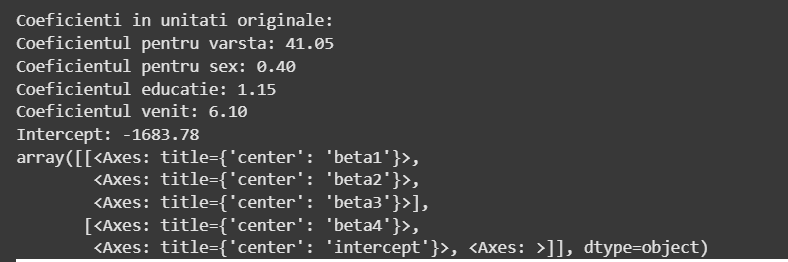 Coeficienti in unitati originale:
Coeficientul pentru varsta: 41.05
Coeficientul pentru sex: 0.40
Coeficientul educatie: 1.15
Coeficientul venit: 6.10
Intercept: -1683.78
array([[<Axes: title={'center': 'beta1'}>,
        <Axes: title={'center': 'beta2'}>,
        <Axes: title={'center': 'beta3'}>],
       [<Axes: title={'center': 'beta4'}>,
        <Axes: title={'center': 'intercept'}>, <Axes: >]], dtype=object)